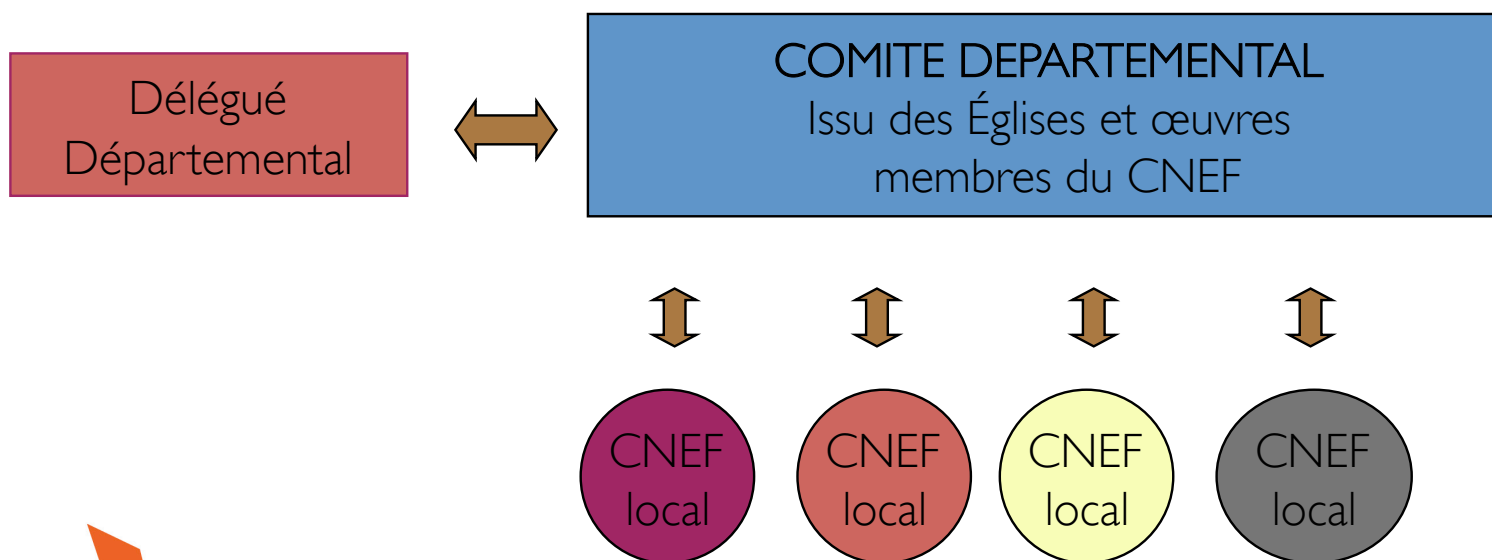 Délégué
Départemental
COMITE DEPARTEMENTAL
Issu des Églises et œuvres
membres du CNEF
CNEF
local
CNEF
local
CNEF
local
CNEF
local